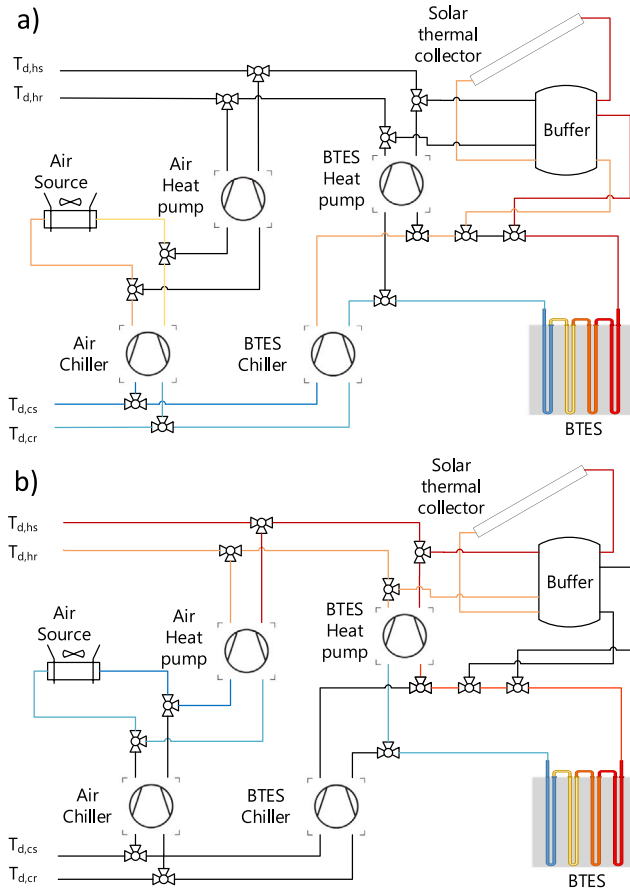 a)
Solar
thermal
collector
T_d,hs
T_d,hr
Buffer
Air
Source
Air
Heat
pump
BTES
Heat
pump
Air
Chiller
BTES
Chiller
T_d,cs
T_d,cr
BTES
b)
Solar
thermal
collector
T_d,hs
T_d,hr
Buffer
Air
Source
Air
Heat
pump
BTES
Heat
pump
Air
Chiller
BTES
Chiller
T_d,cs
T_d,cr
BTES